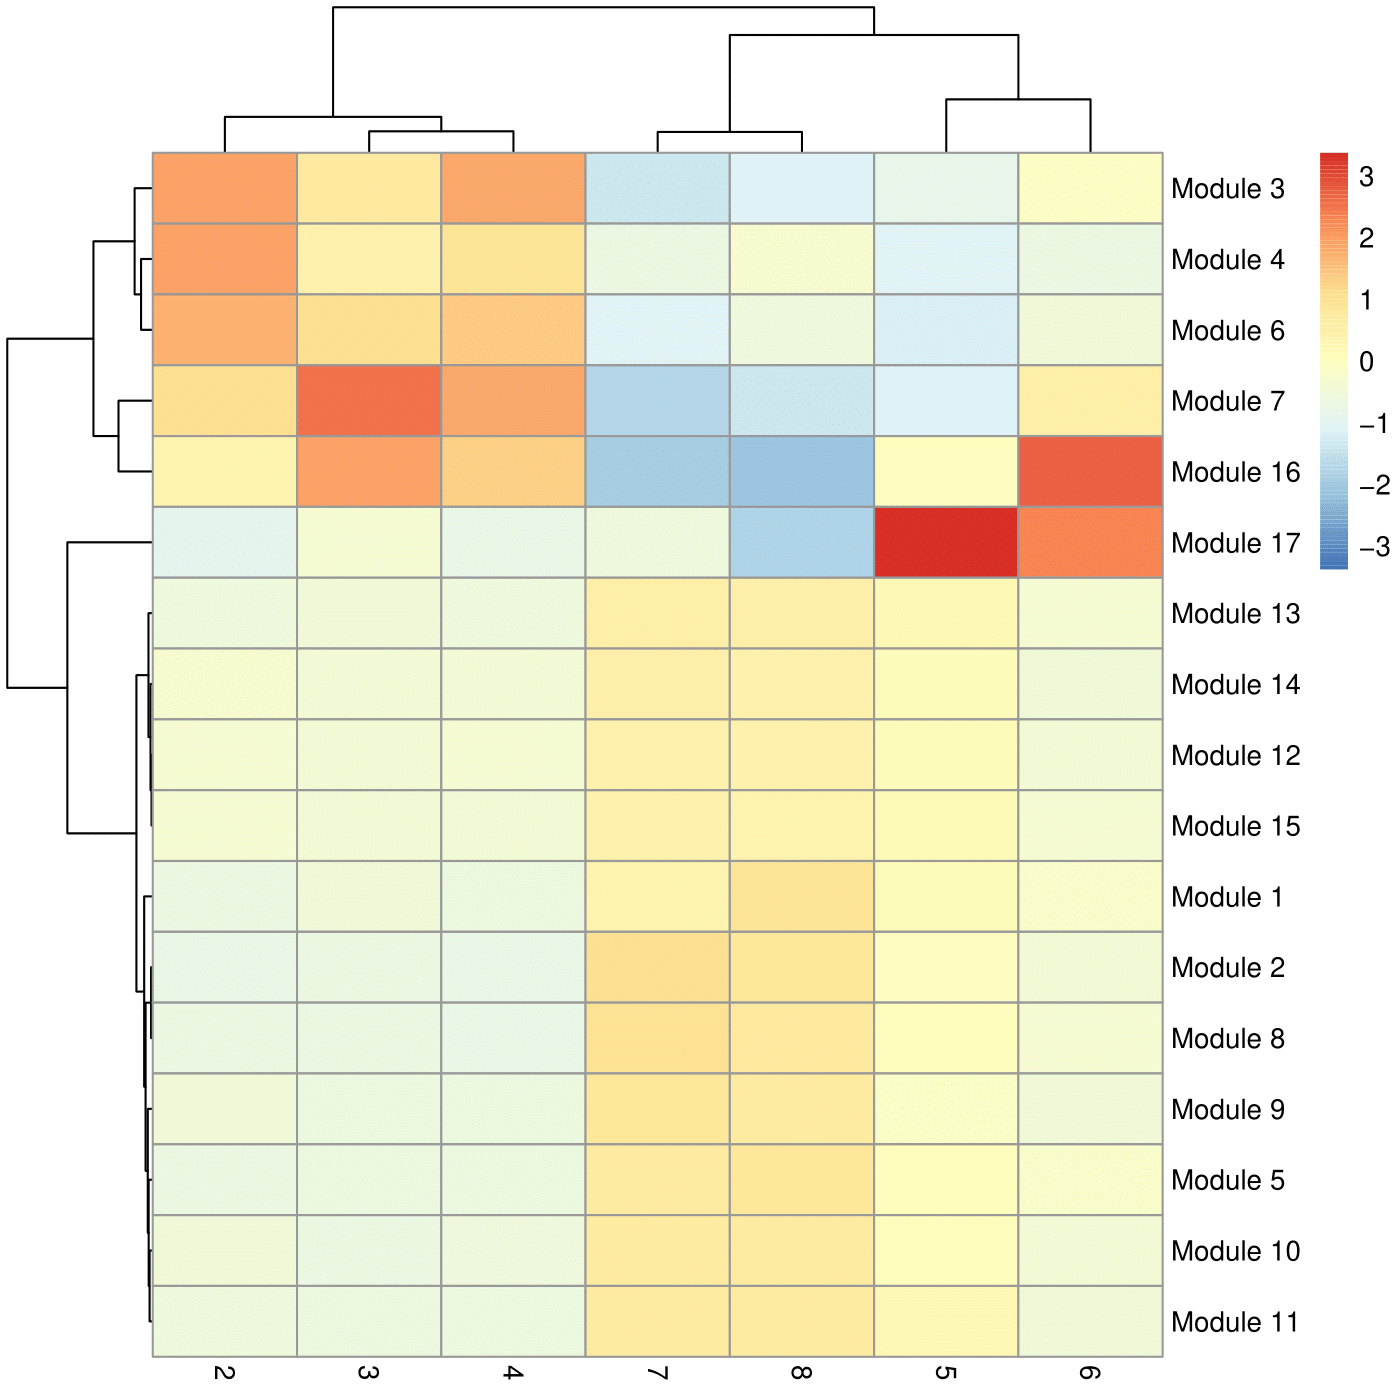 Module 3
Module 4
Module 6
Module 7
Module 16
Module 17
Module 13
Module 14
Module 12
Module 15
Module 1
Module 2
Module 8
Module 9
Module 5
Module 10
Module 11
3
2
1
0
−1
−2
−3
2 3 4 7 8 5 6